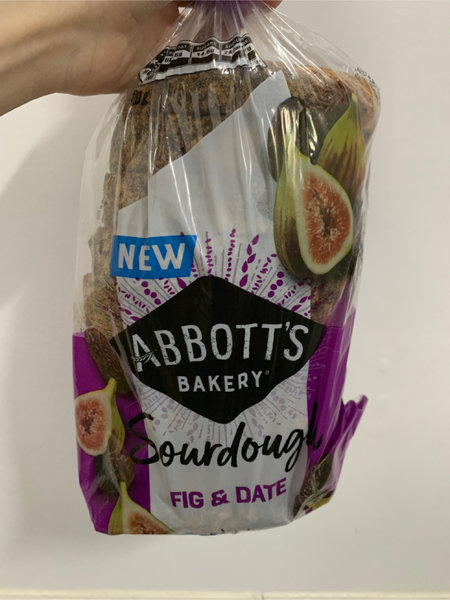 NEW
ABBOTT'S
BAKERY
Sourdough
FIG & DATE